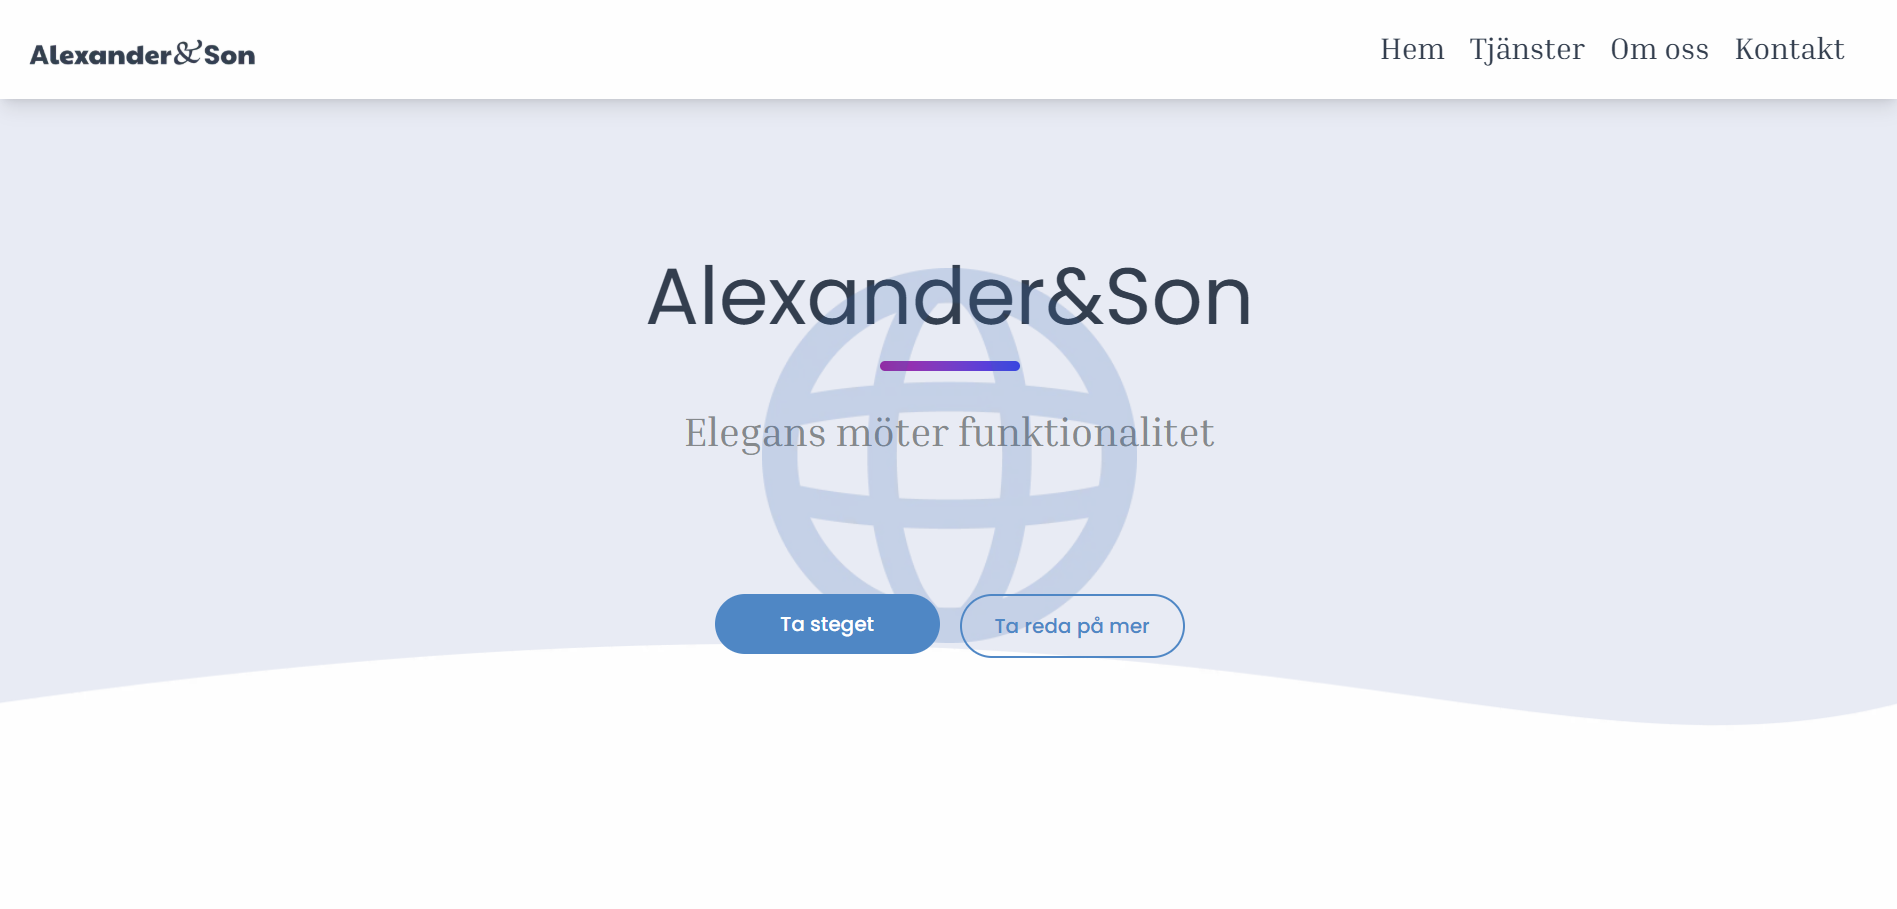 Alexander&Son
Hem Tjänster Om oss Kontakt
Alexander&Son
Elegans möter funktionalitet
Ta steget
Ta reda på mer